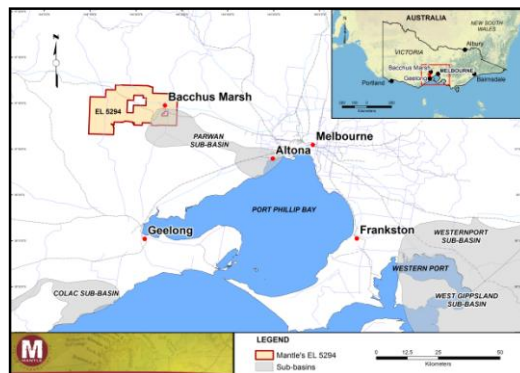 AUSTRALIA
NEW SOUTH
WALES
VICTORIA
Albury
Bacchus Marsh
MELBOURNE
Geelong
Portland
Bairnsdale
EL 5294
Bacchus Marsh
PARWAN
SUB-BASIN
Melbourne
Altona
PORT PHILLIP BAY
Geelong
Frankston
WESTERNPORT
SUB-BASIN
WESTERN PORT
COLAC SUB-BASIN
WEST GIPPSLAND
SUB-BASIN
M
MANTLE
LEGEND
Mantle's EL 5294
Sub-basins
0 12.5 25 50
Kilometers